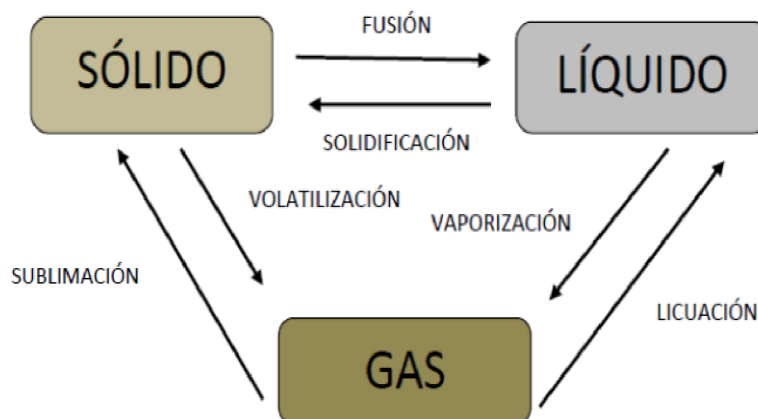 FUSIÓN
SÓLIDO
LÍQUIDO
SOLIDIFICACIÓN
VOLATILIZACIÓN
VAPORIZACIÓN
SUBLIMACIÓN
LICUACIÓN
GAS